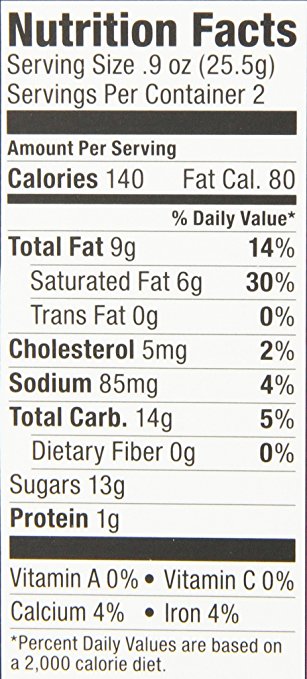 Nutrition Facts
Serving Size .9 oz (25.5g)
Servings Per Container 2
Amount Per Serving
Calories 140 Fat Cal. 80
% Daily Value*
Total Fat 9g 14%
Saturated Fat 6g 30%
Trans Fat 0g 0%
Cholesterol 5mg 2%
Sodium 85mg 4%
Total Carb. 14g 5%
Dietary Fiber 0g 0%
Sugars 13g
Protein 1g
Vitamin A 0% • Vitamin C 0%
Calcium 4% • Iron 4%
*Percent Daily Values are based on
a 2,000 calorie diet.